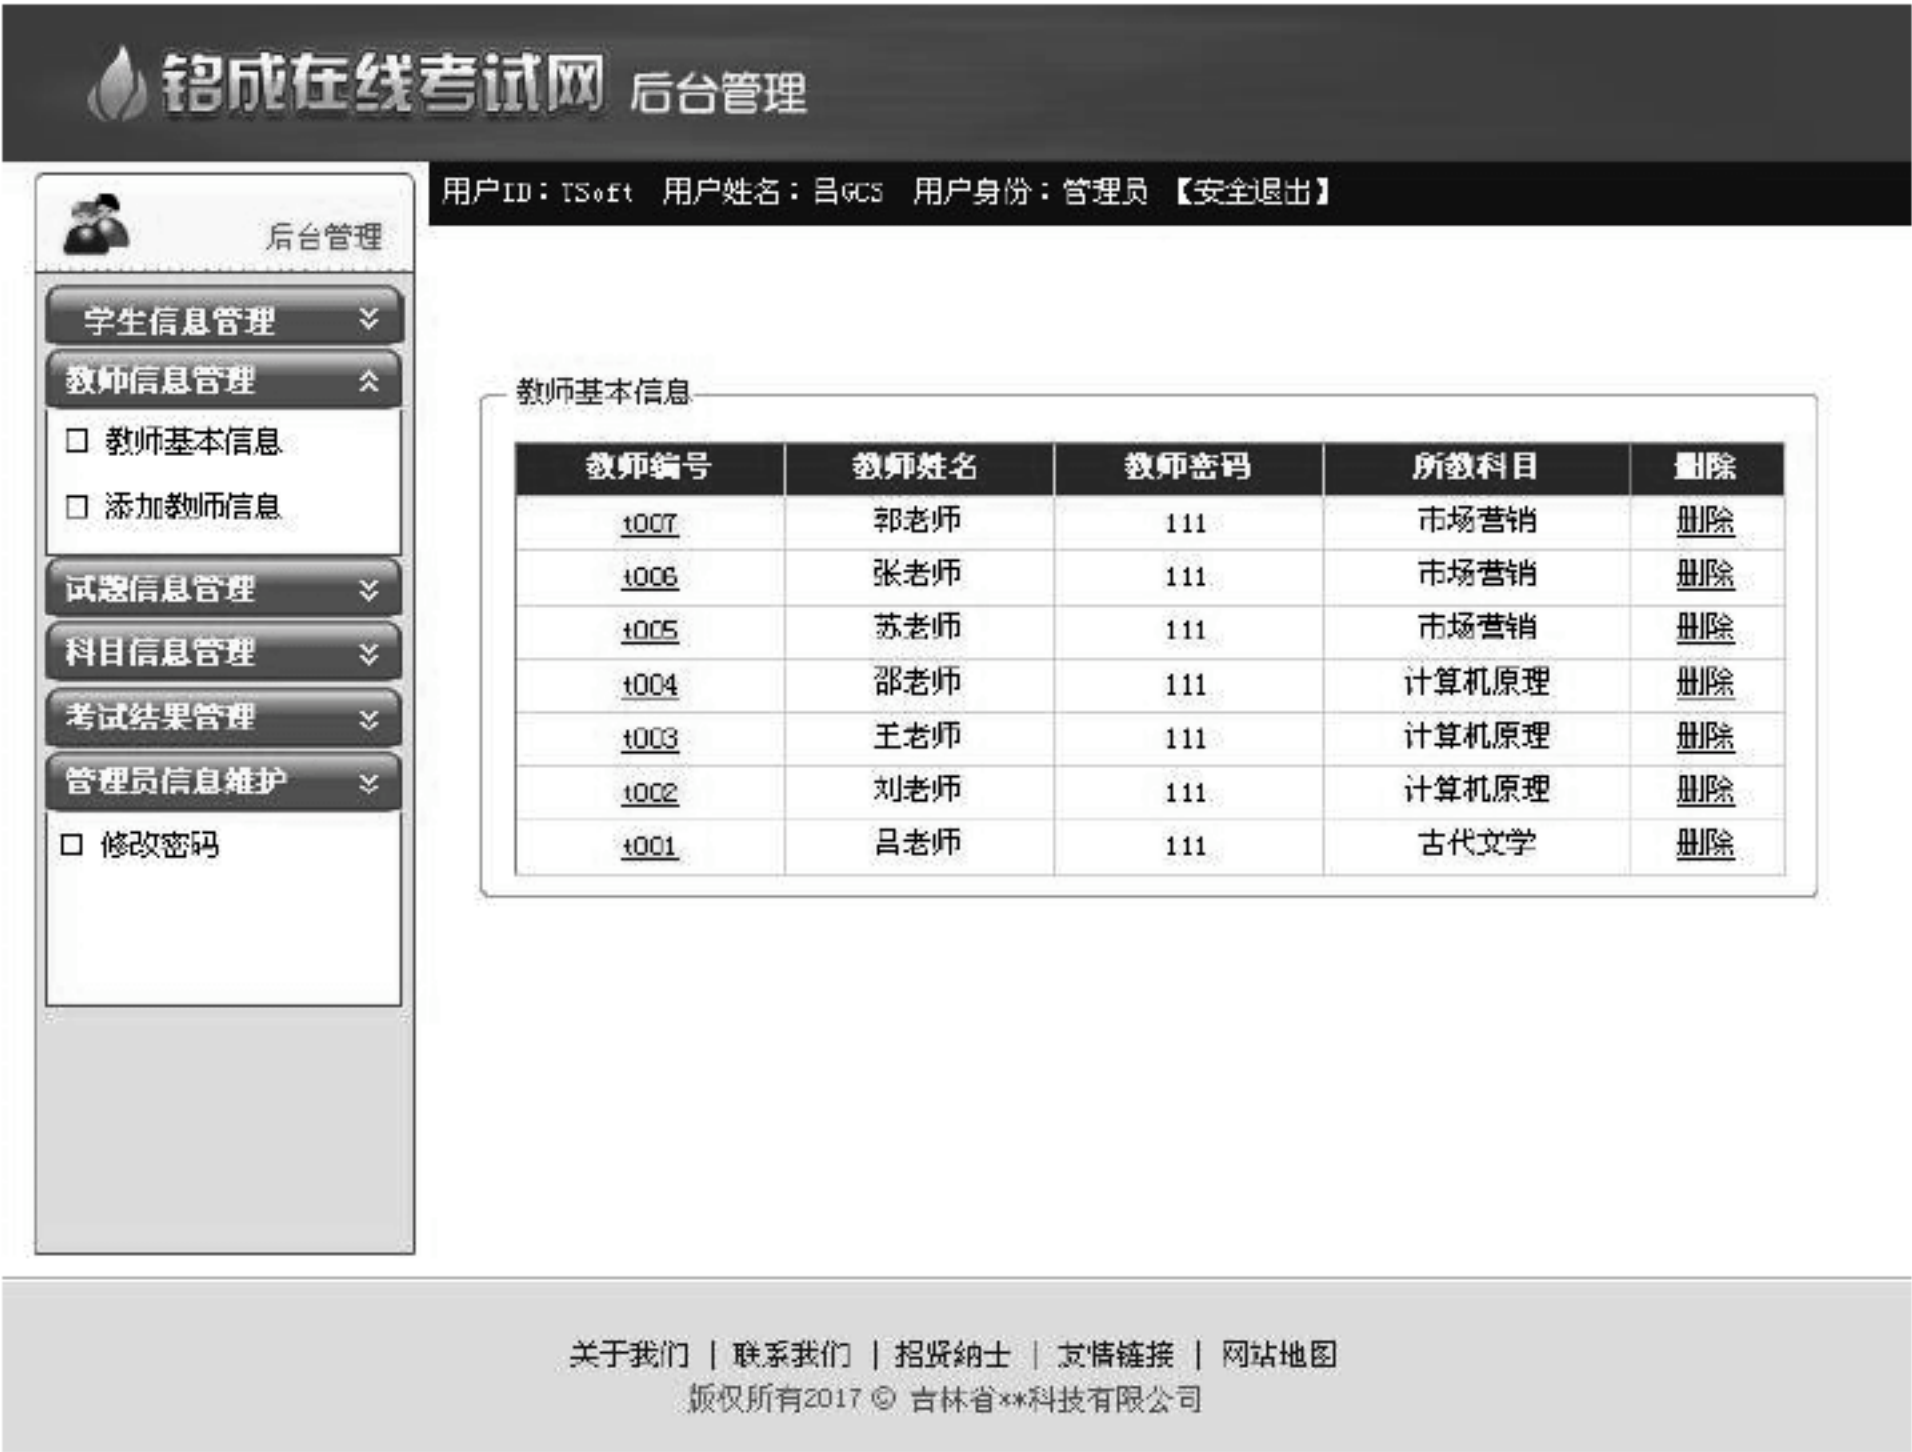 铭成在线考试网 后台管理
用户ID：TSoft 用户姓名：吕GCS 用户身份：管理员 【安全退出】
后台管理
学生信息管理
教师信息管理
教师基本信息
添加教师信息
试题信息管理
科目信息管理
考试结果管理
管理员信息维护
修改密码
教师基本信息
教师编号 教师姓名 教师密码 所教科目 删除
t007 郭老师 111 市场营销 删除
t006 张老师 111 市场营销 删除
t005 苏老师 111 市场营销 删除
t004 邵老师 111 计算机原理 删除
t003 王老师 111 计算机原理 删除
t002 刘老师 111 计算机原理 删除
t001 吕老师 111 古代文学 删除
关于我们 | 联系我们 | 招贤纳士 | 友情链接 | 网站地图
版权所有2017 © 吉林省**科技有限公司